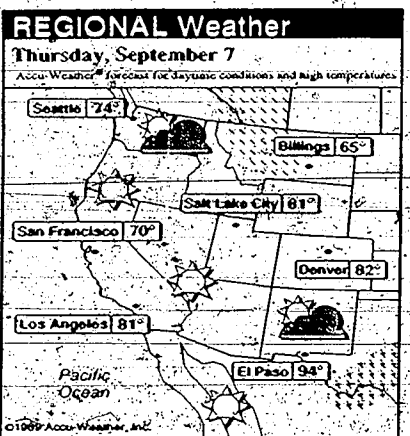 REGIONAL Weather
Thursday, September 7
Accu-Weather® forecast for daytime conditions and high temperatures
Seattle 74°
Billings 65°
Salt Lake City 81°
San Francisco 70°
Denver 82°
Los Angeles 81°
El Paso 94°
Pacific
Ocean
©1989 Accu-Weather, Inc.